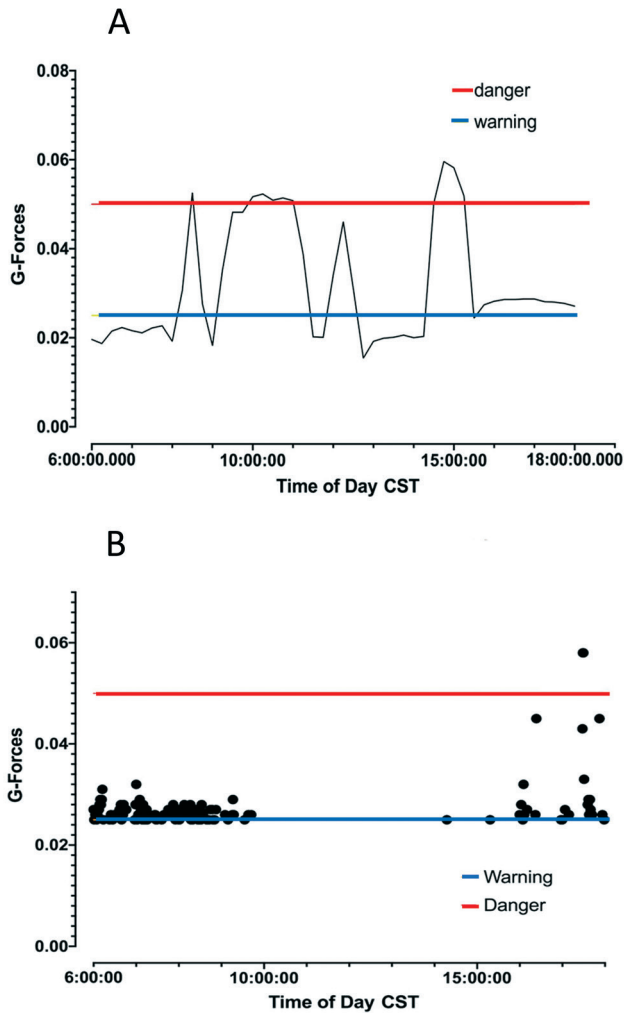 A
0.08
danger
warning
0.06
0.04
0.02
0.00
G-Forces
6:00:00.000 10:00:00 15:00:00 18:00:00.000
Time of Day CST
B
0.06
0.04
0.02
0.00
G-Forces
Warning
Danger
6:00:00 10:00:00 15:00:00
Time of Day CST